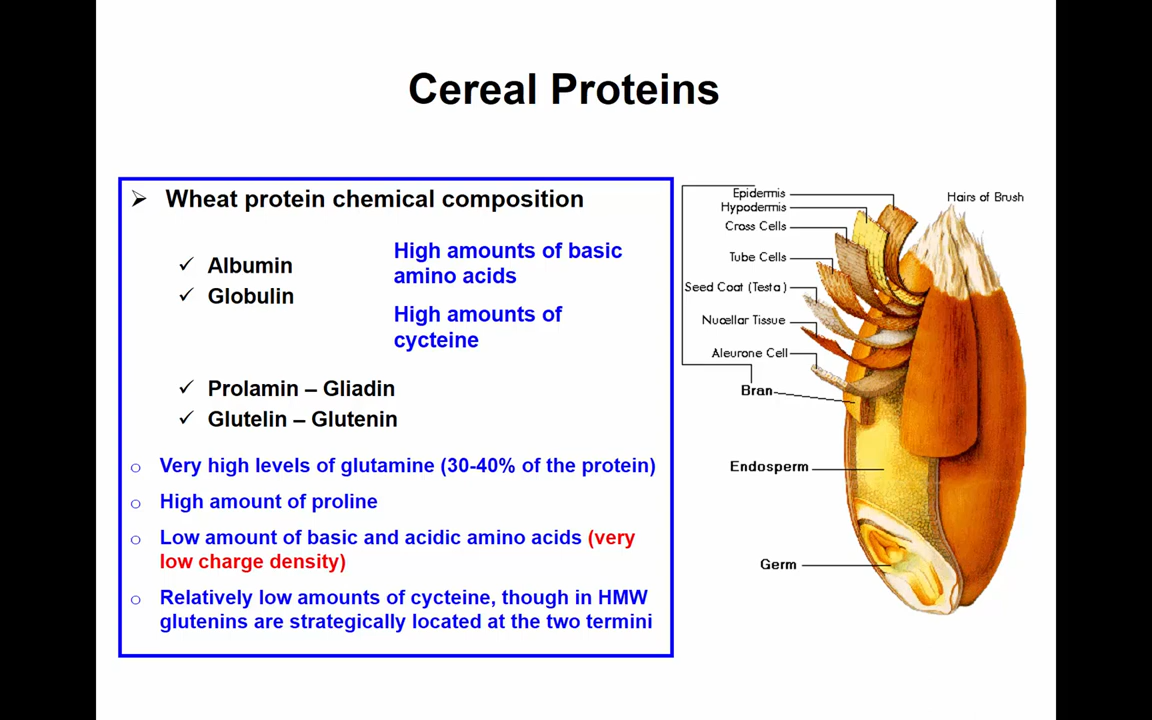 Cereal Proteins
Wheat protein chemical composition
Albumin
Globulin
High amounts of basic
amino acids
High amounts of
cycteine
Prolamin – Gliadin
Glutelin – Glutenin
Very high levels of glutamine (30-40% of the protein)
High amount of proline
Low amount of basic and acidic amino acids (very
low charge density)
Relatively low amounts of cycteine, though in HMW
glutenins are strategically located at the two termini
Epidermis
Hypodermis
Cross Cells
Tube Cells
Seed Coat (Testa)
Nucellar Tissue
Aleurone Cell
Bran
Endosperm
Germ
Hairs of Brush